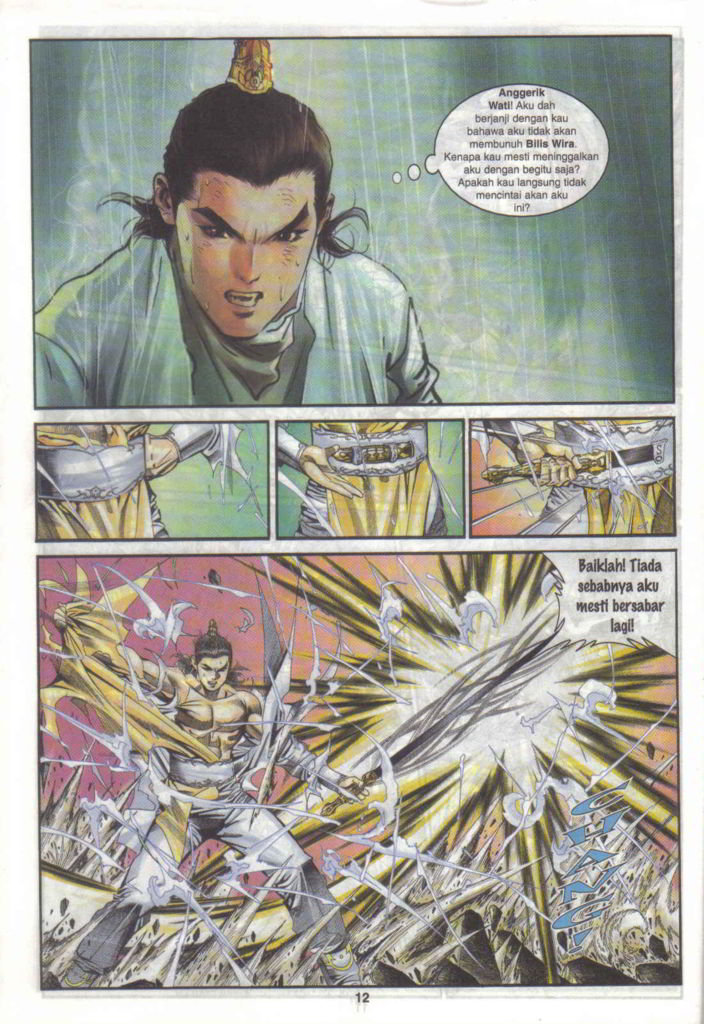 Anggerik
Wati! Aku dah
berjanji dengan kau
bahawa aku tidak akan
membunuh Bilis Wira.
Kenapa kau mesti meninggalkan
aku dengan begitu saja?
Apakah kau langsung tidak
mencintai akan aku
ini?
Baiklah! Tiada
sebabnya aku
mesti bersabar
lagi!
CHANG!
12